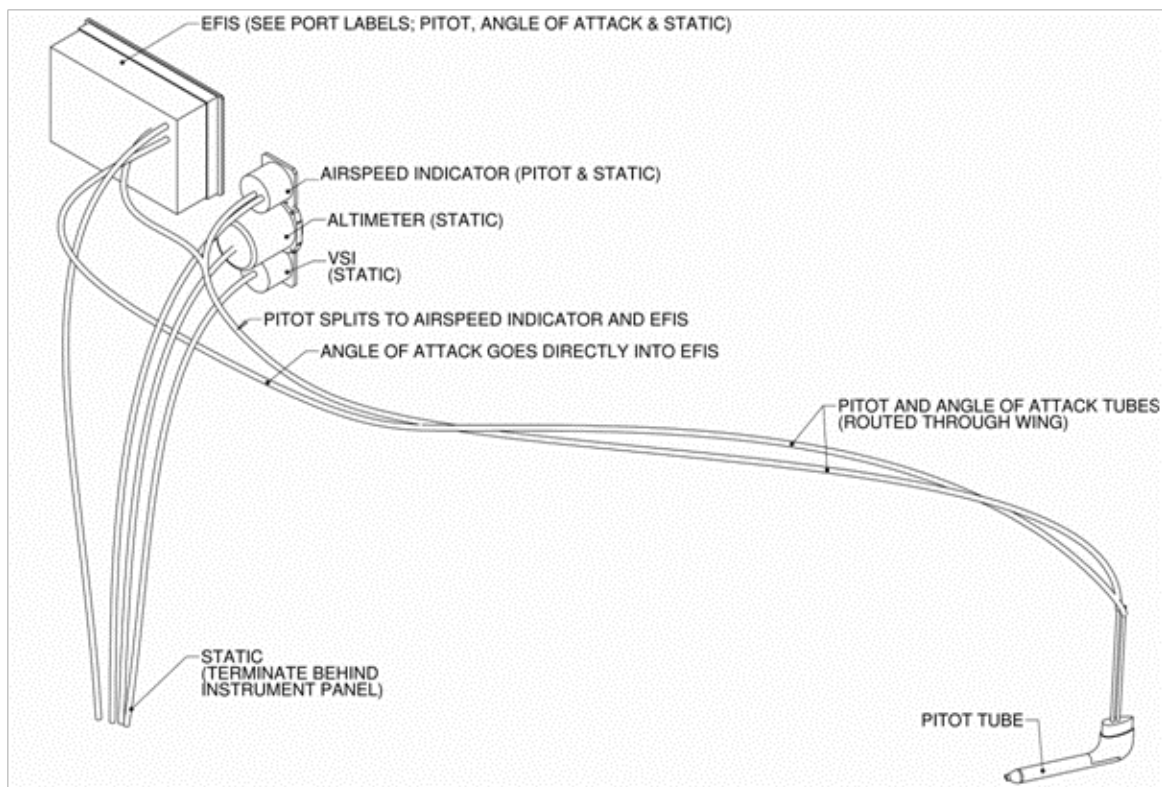 EFIS (SEE PORT LABELS; PITOT, ANGLE OF ATTACK & STATIC)
AIRSPEED INDICATOR (PITOT & STATIC)
ALTIMETER (STATIC)
VSI
(STATIC)
PITOT SPLITS TO AIRSPEED INDICATOR AND EFIS
ANGLE OF ATTACK GOES DIRECTLY INTO EFIS
PITOT AND ANGLE OF ATTACK TUBES
(ROUTED THROUGH WING)
STATIC
(TERMINATE BEHIND
INSTRUMENT PANEL)
PITOT TUBE